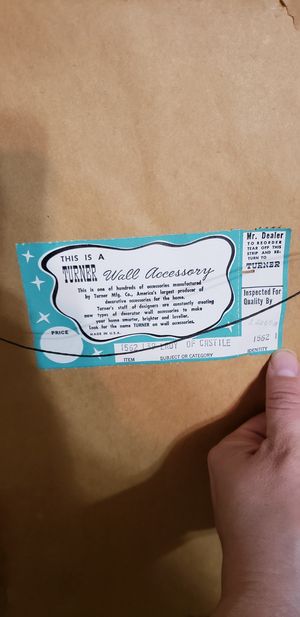 THIS IS A
TURNER Wall Accessory
This is one of hundreds of accessories manufactured
by Turner Mfg. Co., America's largest producer of
decorative accessories for the home.
Turner's staff of designers are constantly creating
new types of decorator wall accessories to make
your home smarter, brighter and lovelier.
Look for the name TURNER on wall accessories.
MADE IN U.S.A.
PRICE
1562 LADY OF CASTILE
ITEM SUBJECT OR CATEGORY
Mr. Dealer
TO REORDER
TEAR OFF THIS
STRIP AND RE-
TURN TO
TURNER
Inspected For
Quality By
1562 1
IDENTITY